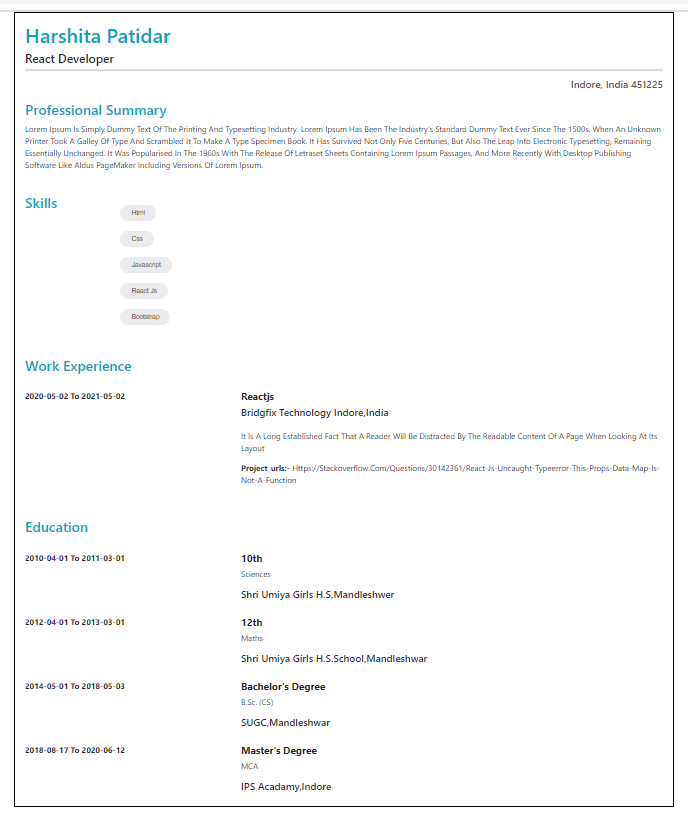 Harshita Patidar
React Developer
Indore, India 451225
Professional Summary
Lorem Ipsum Is Simply Dummy Text Of The Printing And Typesetting Industry. Lorem Ipsum Has Been The Industry's Standard Dummy Text Ever Since The 1500s, When An Unknown
Printer Took A Galley Of Type And Scrambled It To Make A Type Specimen Book. It Has Survived Not Only Five Centuries, But Also The Leap Into Electronic Typesetting, Remaining
Essentially Unchanged. It Was Popularised In The 1960s With The Release Of Letraset Sheets Containing Lorem Ipsum Passages, And More Recently With Desktop Publishing
Software Like Aldus PageMaker Including Versions Of Lorem Ipsum.
Skills
Html
Css
Javascript
React Js
Bootstrap
Work Experience
2020-05-02 To 2021-05-02
Reactjs
Bridgfix Technology Indore,India
It Is A Long Established Fact That A Reader Will Be Distracted By The Readable Content Of A Page When Looking At Its
Layout
Project urls:- Https://Stackoverflow.Com/Questions/30142361/React-Js-Uncaught-Typeerror-This-Props-Data-Map-Is-
Not-A-Function
Education
2010-04-01 To 2011-03-01
10th
Sciences
Shri Umiya Girls H.S,Mandleshwer
2012-04-01 To 2013-03-01
12th
Maths
Shri Umiya Girls H.S.School,Mandleshwar
2014-05-01 To 2018-05-03
Bachelor's Degree
B.Sc. (CS)
SUGC,Mandleshwar
2018-08-17 To 2020-06-12
Master's Degree
MCA
IPS Acadamy,Indore